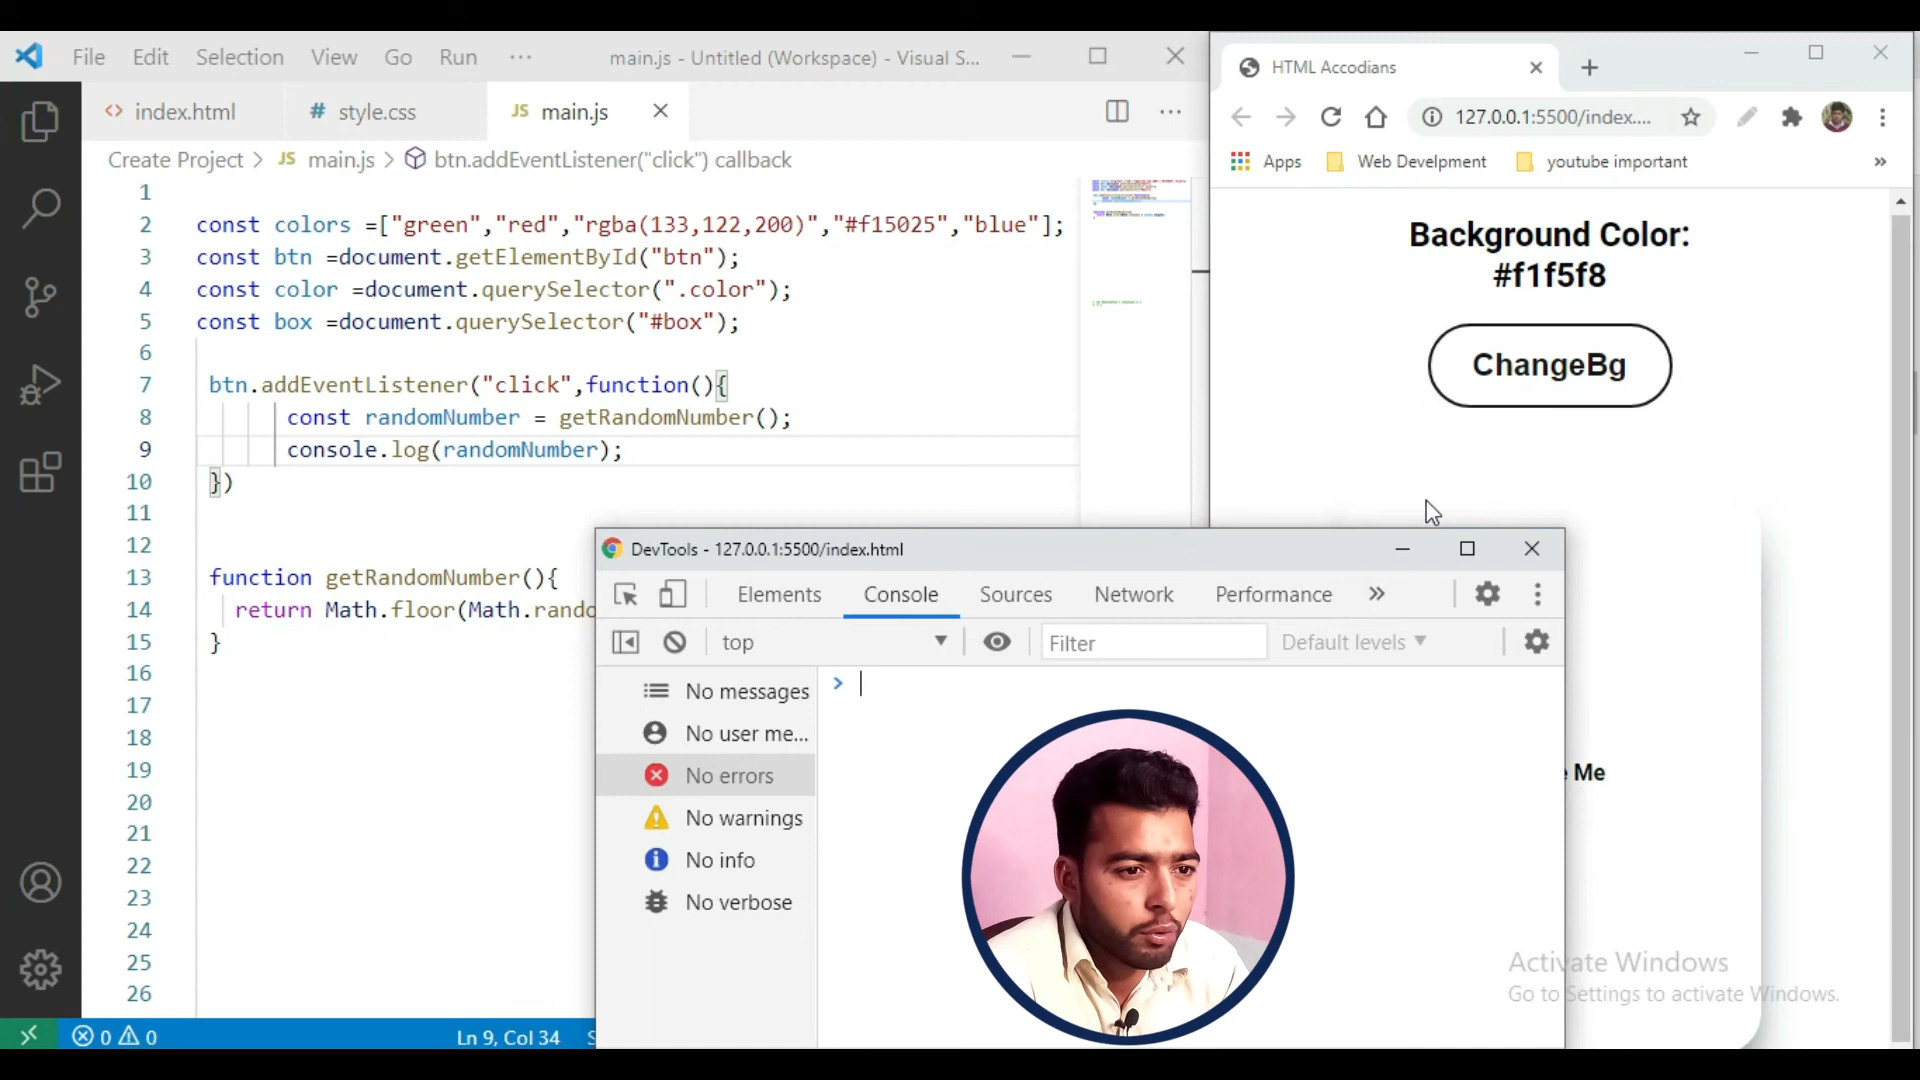 File Edit Selection View Go Run ··· main.js - Untitled (Workspace) - Visual S...
index.html # style.css JS main.js
Create Project > JS main.js > btn.addEventListener("click") callback
1
2 const colors =["green","red","rgba(133,122,200)","#f15025","blue"];
3 const btn =document.getElementById("btn");
4 const color =document.querySelector(".color");
5 const box =document.querySelector("#box");
6
7 btn.addEventListener("click",function(){
8 const randomNumber = getRandomNumber();
9 console.log(randomNumber);
10 })
11
12
13 function getRandomNumber(){
14 return Math.floor(Math.rando
15 }
16
17
18
19
20
21
22
23
24
25
26
0 0 Ln 9, Col 34
HTML Accodians
127.0.0.1:5500/index....
Apps Web Develpment youtube important »
Background Color:
#f1f5f8
ChangeBg
Me
DevTools - 127.0.0.1:5500/index.html
Elements Console Sources Network Performance »
top Filter Default levels
No messages
No user me...
No errors
No warnings
No info
No verbose
Activate Windows
Go to Settings to activate Windows.